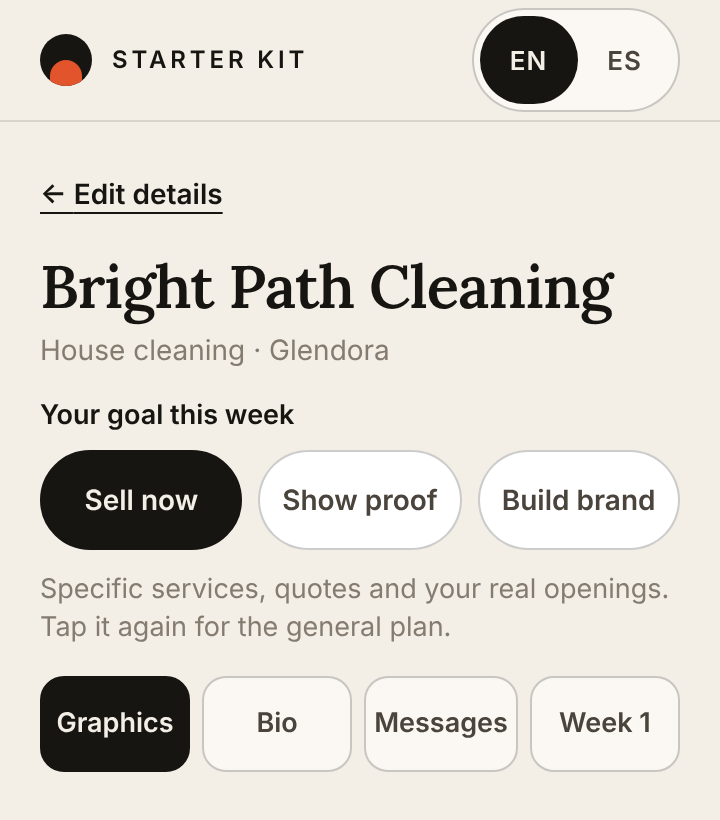 STARTER KIT
EN ES
← Edit details
Bright Path Cleaning
House cleaning · Glendora
Your goal this week
Sell now Show proof Build brand
Specific services, quotes and your real openings.
Tap it again for the general plan.
Graphics Bio Messages Week 1